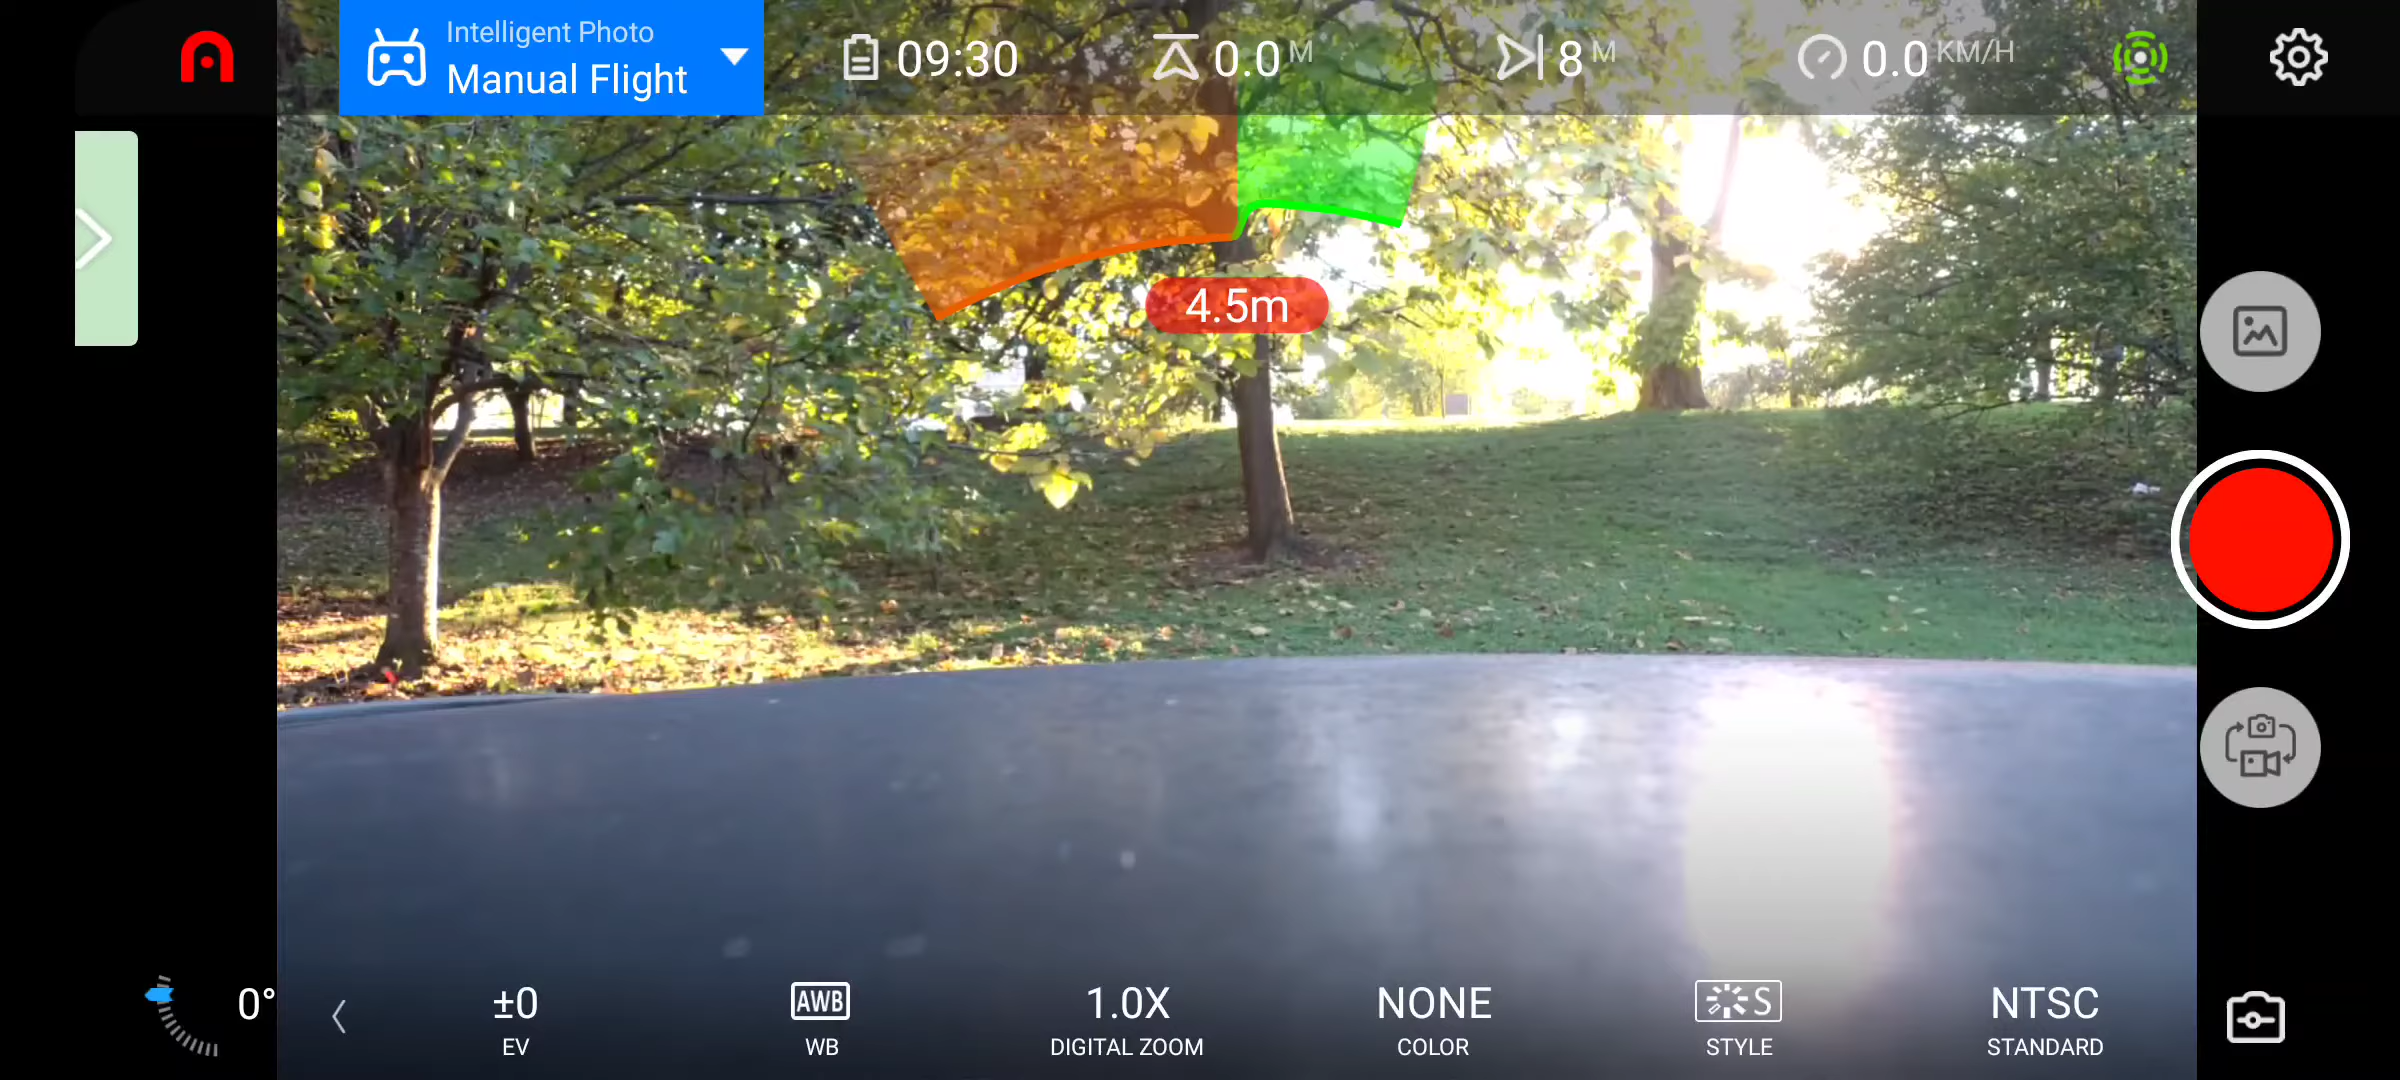 Intelligent Photo
Manual Flight
09:30
0.0 M
8 M
0.0 KM/H
4.5m
0°
±0
EV
AWB
WB
1.0X
DIGITAL ZOOM
NONE
COLOR
S
STYLE
NTSC
STANDARD